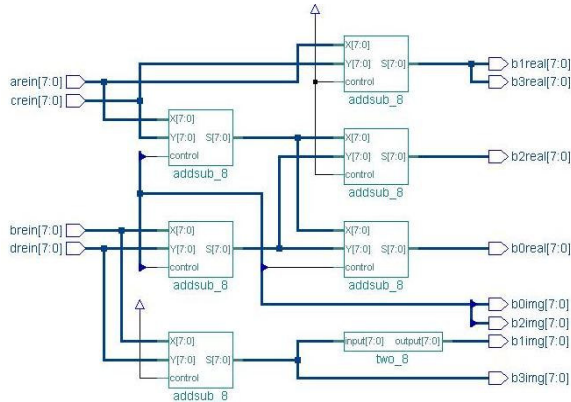 X[7:0]
Y[7:0] S[7:0]
control
addsub_8
arein[7:0]
crein[7:0]
b1real[7:0]
b3real[7:0]
X[7:0]
Y[7:0] S[7:0]
control
addsub_8
X[7:0]
Y[7:0] S[7:0]
control
addsub_8
b2real[7:0]
brein[7:0]
drein[7:0]
X[7:0]
Y[7:0] S[7:0]
control
addsub_8
X[7:0]
Y[7:0] S[7:0]
control
addsub_8
b0real[7:0]
b0img[7:0]
b2img[7:0]
X[7:0]
Y[7:0] S[7:0]
control
addsub_8
input[7:0] output[7:0]
two_8
b1img[7:0]
b3img[7:0]